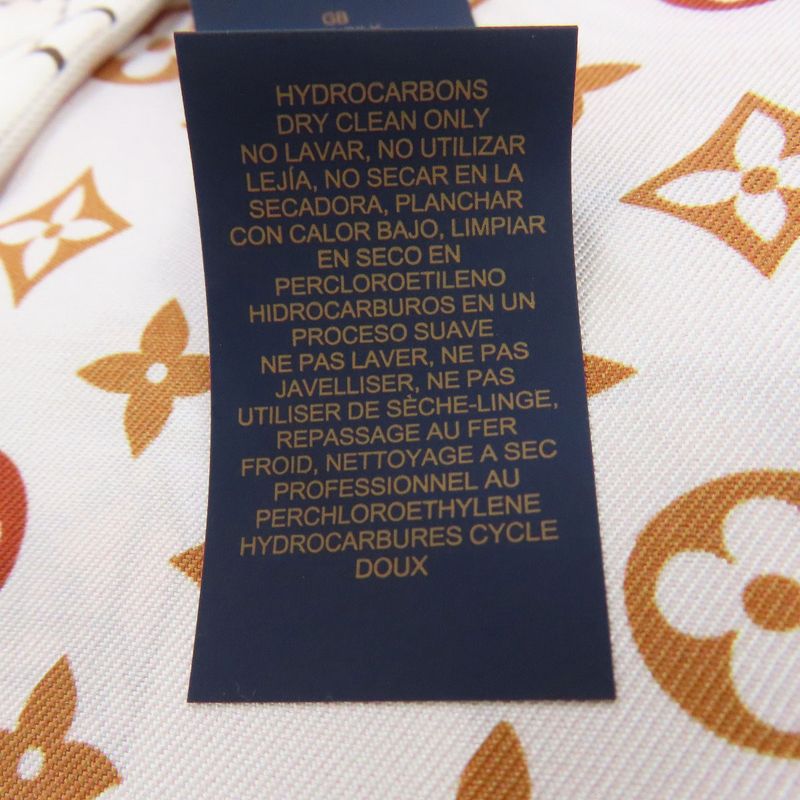 GB
HYDROCARBONS
DRY CLEAN ONLY
NO LAVAR, NO UTILIZAR
LEJÍA, NO SECAR EN LA
SECADORA, PLANCHAR
CON CALOR BAJO, LIMPIAR
EN SECO EN
PERCLOROETILENO
HIDROCARBUROS EN UN
PROCESO SUAVE
NE PAS LAVER, NE PAS
JAVELLISER, NE PAS
UTILISER DE SÈCHE-LINGE,
REPASSAGE AU FER
FROID, NETTOYAGE A SEC
PROFESSIONNEL AU
PERCHLOROETHYLENE
HYDROCARBURES CYCLE
DOUX